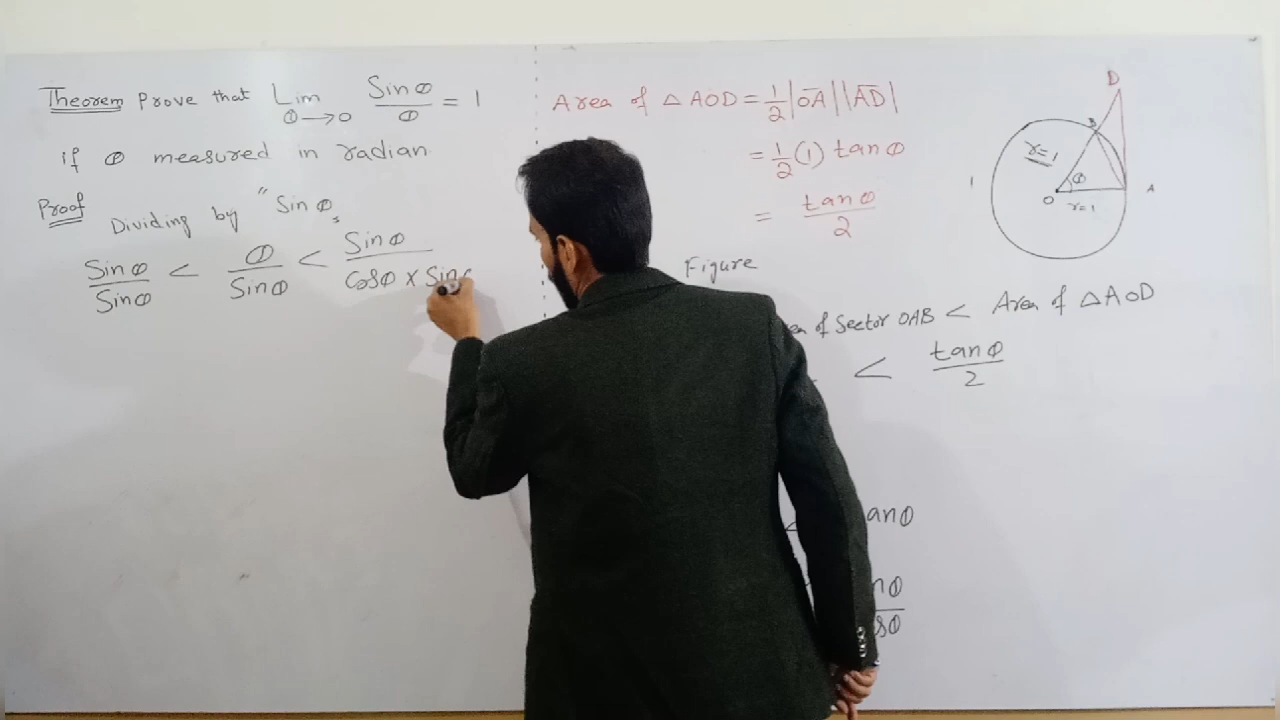 Theorem Prove that Lim θ→0 Sinθ/θ = 1
if θ measured in radian
Proof
Dividing by "Sinθ"
Sinθ/Sinθ < θ/Sinθ < Sinθ/Cosθ ×
Area of △AOD = 1/2 |OA| |AD|
= 1/2 (1) tanθ
= tanθ/2
D
B
r=1
1
θ
O
r=1
A
Figure
of Sector OAB < Area of △AOD
< tanθ/2